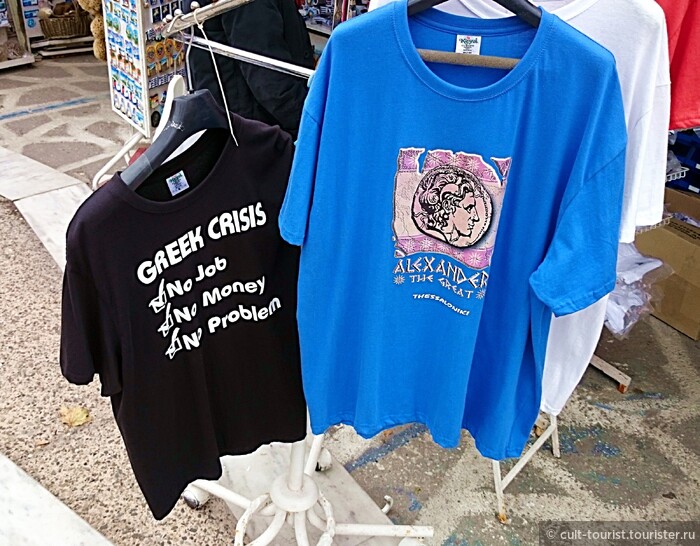 GREEK CRISIS
No Job
No Money
No Problem
ALEXANDER
THE GREAT
THESSALONIKI
© cult-tourist.tourister.ru